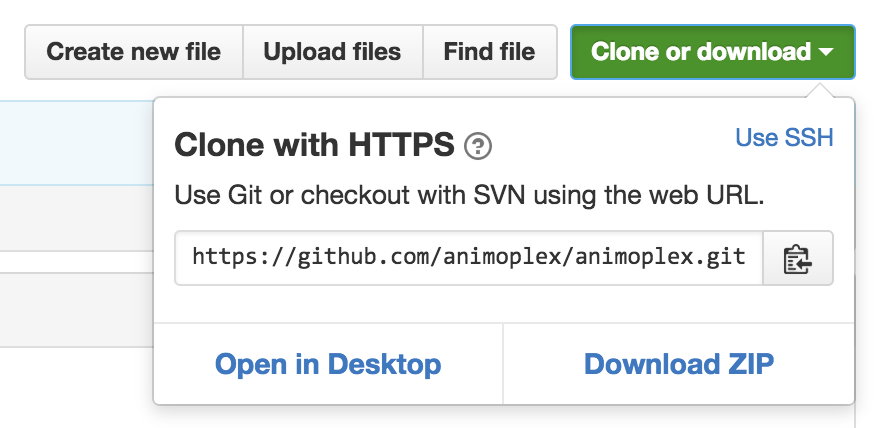 Create new file Upload files Find file Clone or download
Clone with HTTPS ? Use SSH
Use Git or checkout with SVN using the web URL.
https://github.com/animoplex/animoplex.git
Open in Desktop Download ZIP